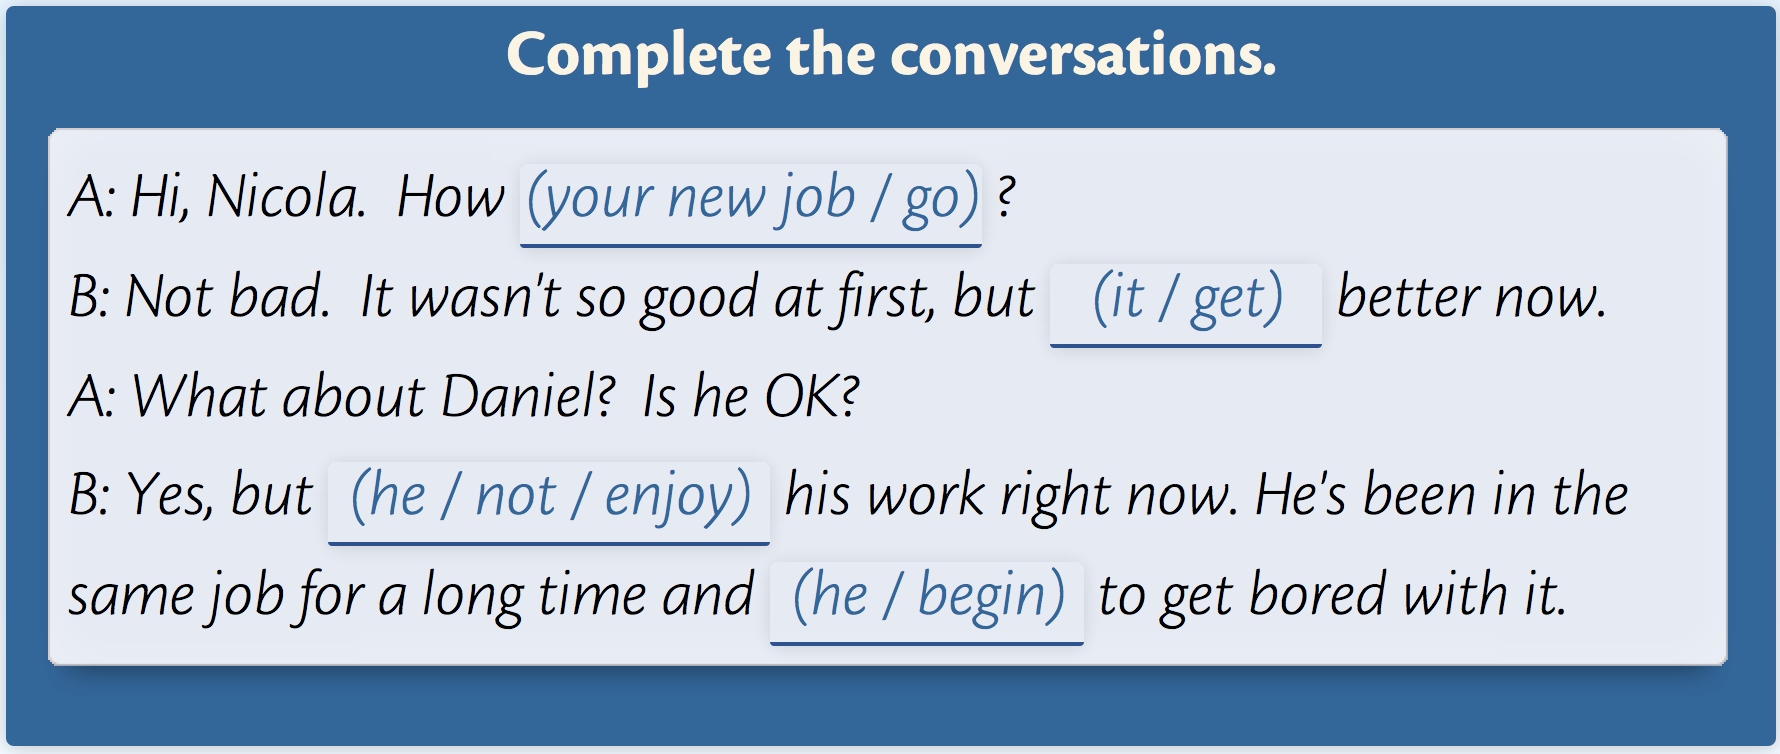 Complete the conversations.
A: Hi, Nicola. How (your new job / go) ?
B: Not bad. It wasn't so good at first, but (it / get) better now.
A: What about Daniel? Is he OK?
B: Yes, but (he / not / enjoy) his work right now. He's been in the
same job for a long time and (he / begin) to get bored with it.